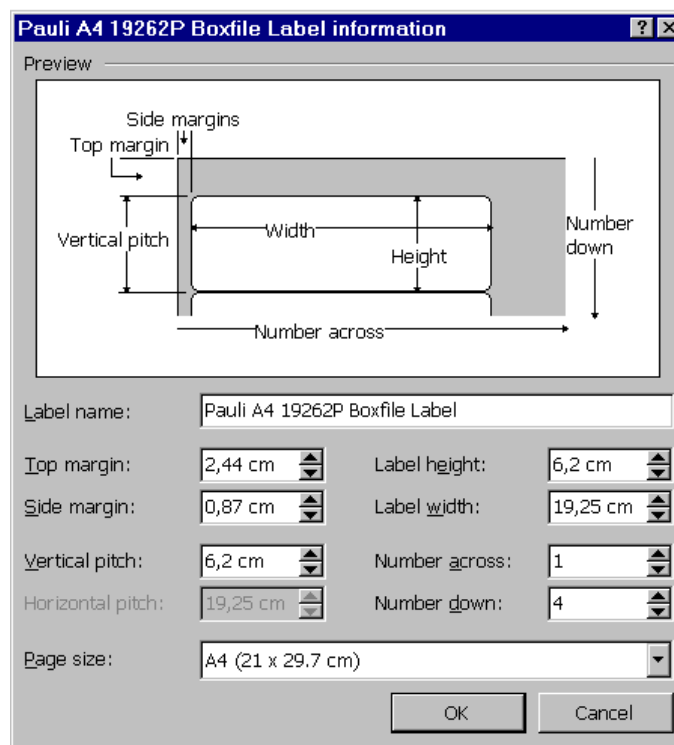 Pauli A4 19262P Boxfile Label information
Preview
Side margins
Top margin
Vertical pitch
Width
Height
Number down
Number across
Label name: Pauli A4 19262P Boxfile Label
Top margin: 2,44 cm Label height: 6,2 cm
Side margin: 0,87 cm Label width: 19,25 cm
Vertical pitch: 6,2 cm Number across: 1
Horizontal pitch: 19,25 cm Number down: 4
Page size: A4 (21 x 29.7 cm)
OK Cancel